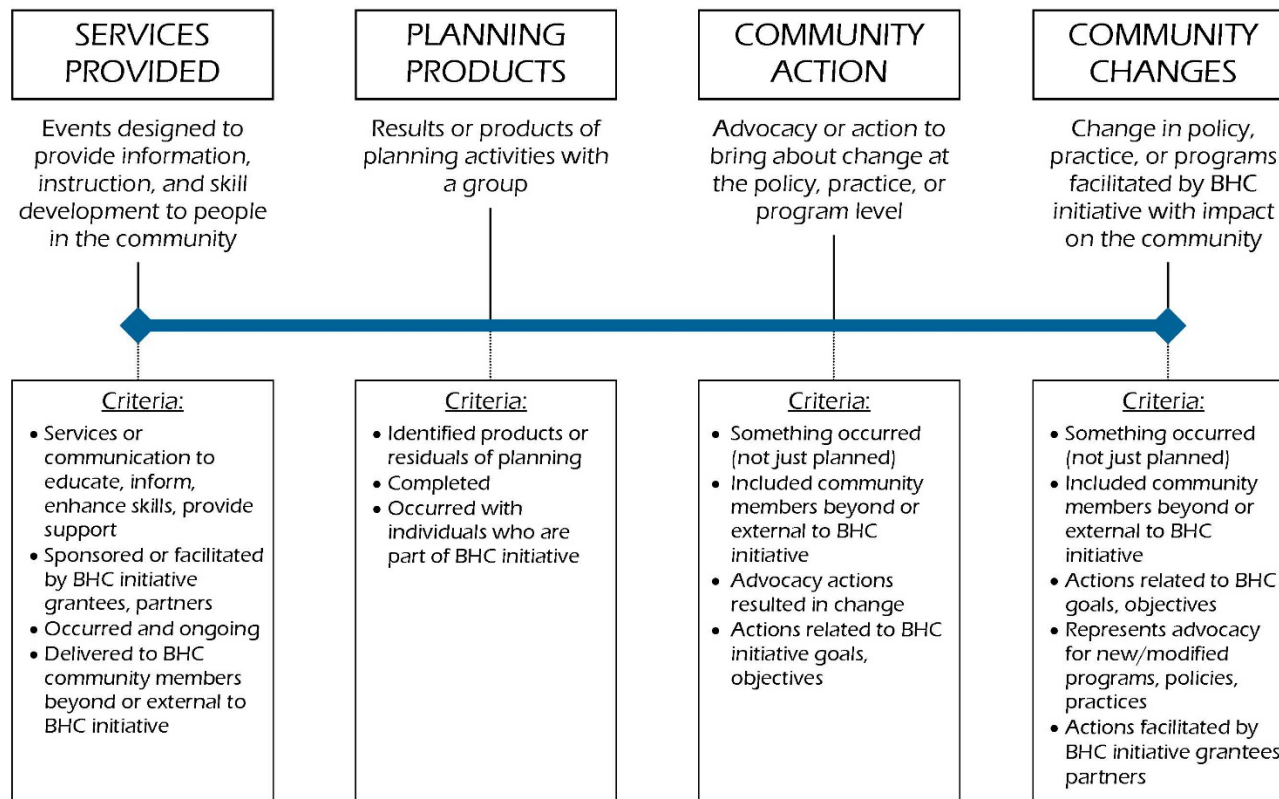 SERVICES
PROVIDED
Events designed to
provide information,
instruction, and skill
development to people
in the community
PLANNING
PRODUCTS
Results or products of
planning activities with
a group
COMMUNITY
ACTION
Advocacy or action to
bring about change at
the policy, practice, or
program level
COMMUNITY
CHANGES
Change in policy,
practice, or programs
facilitated by BHC
initiative with impact
on the community
Criteria:
• Services or
communication to
educate, inform,
enhance skills, provide
support
• Sponsored or facilitated
by BHC initiative
grantees, partners
• Occurred and ongoing
• Delivered to BHC
community members
beyond or external to
BHC initiative
Criteria:
• Identified products or
residuals of planning
• Completed
• Occurred with
individuals who are
part of BHC initiative
Criteria:
• Something occurred
(not just planned)
• Included community
members beyond or
external to BHC
initiative
• Advocacy actions
resulted in change
• Actions related to BHC
initiative goals,
objectives
Criteria:
• Something occurred
(not just planned)
• Included community
members beyond or
external to BHC
initiative
• Actions related to BHC
goals, objectives
• Represents advocacy
for new/modified
programs, policies,
practices
• Actions facilitated by
BHC initiative grantees
partners